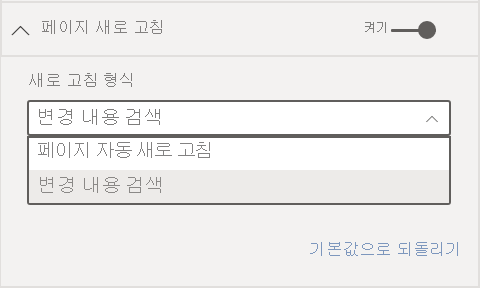 페이지 새로 고침 켜기
새로 고침 형식
변경 내용 검색
페이지 자동 새로 고침
변경 내용 검색
기본값으로 되돌리기